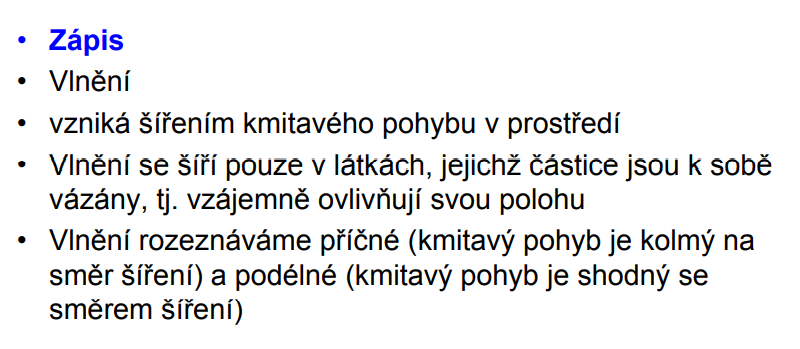 • Zápis
• Vlnění
• vzniká šířením kmitavého pohybu v prostředí
• Vlnění se šíří pouze v látkách, jejichž částice jsou k sobě
vázány, tj. vzájemně ovlivňují svou polohu
• Vlnění rozeznáváme příčné (kmitavý pohyb je kolmý na
směr šíření) a podélné (kmitavý pohyb je shodný se
směrem šíření)